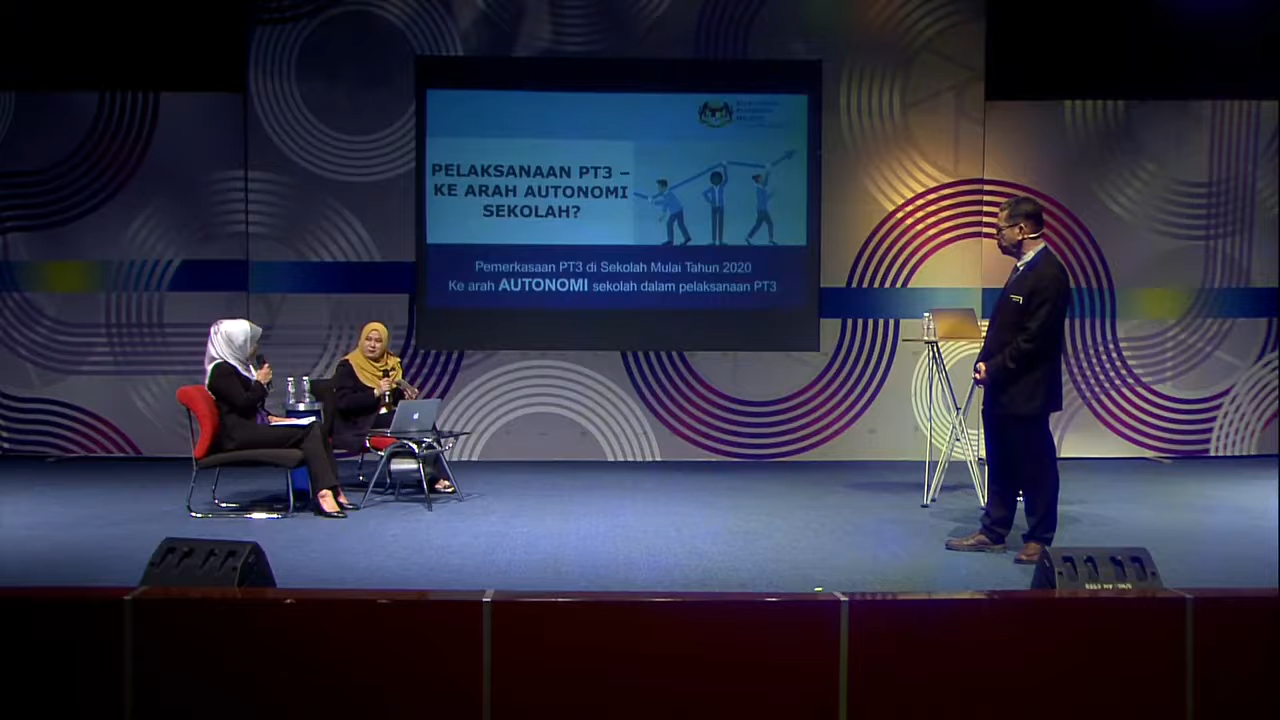 PELAKSANAAN PT3 –
KE ARAH AUTONOMI
SEKOLAH?
Pemerkasaan PT3 di Sekolah Mulai Tahun 2020
Ke arah AUTONOMI sekolah dalam pelaksanaan PT3